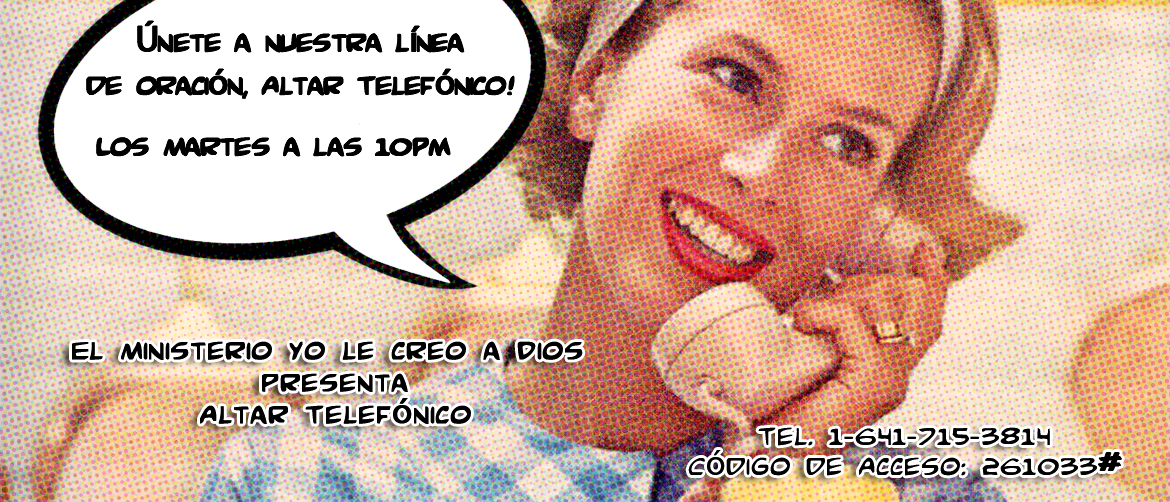 ÚNETE A NUESTRA LÍNEA
DE ORACIÓN, ALTAR TELEFÓNICO!
LOS MARTES A LAS 10PM
EL MINISTERIO YO LE CREO A DIOS
PRESENTA
ALTAR TELEFÓNICO
TEL. 1-641-715-3814
CÓDIGO DE ACCESO: 261033#